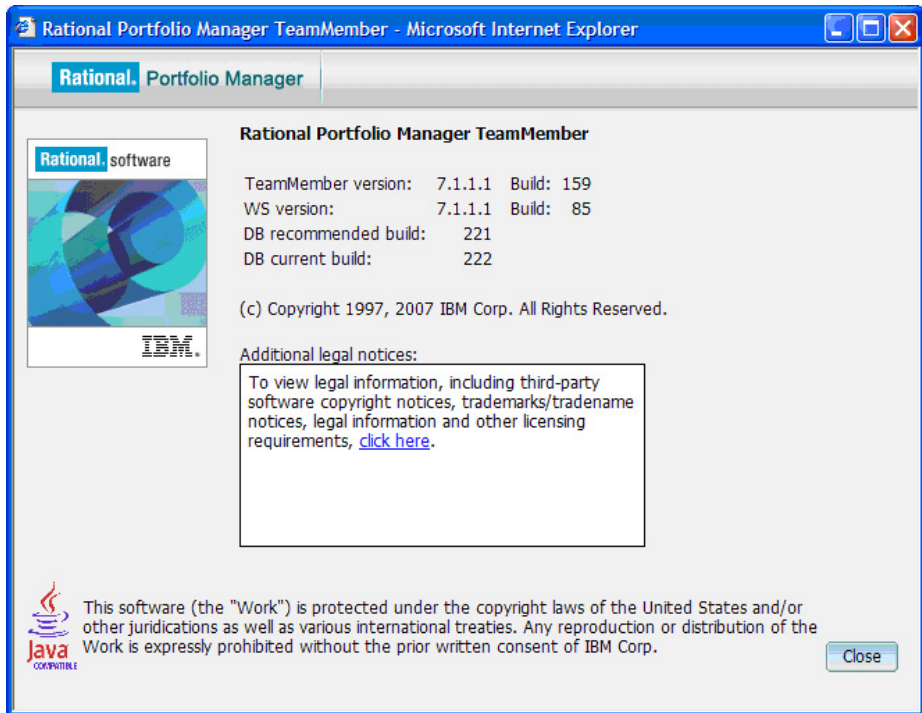 Rational Portfolio Manager TeamMember - Microsoft Internet Explorer
Rational. Portfolio Manager
Rational Portfolio Manager TeamMember
Rational. software
TeamMember version: 7.1.1.1 Build: 159
WS version: 7.1.1.1 Build: 85
DB recommended build: 221
DB current build: 222
(c) Copyright 1997, 2007 IBM Corp. All Rights Reserved.
IBM.
Additional legal notices:
To view legal information, including third-party
software copyright notices, trademarks/tradename
notices, legal information and other licensing
requirements, click here.
This software (the "Work") is protected under the copyright laws of the United States and/or
other juridications as well as various international treaties. Any reproduction or distribution of the
Work is expressly prohibited without the prior written consent of IBM Corp.
Java
COMPATIBLE
Close